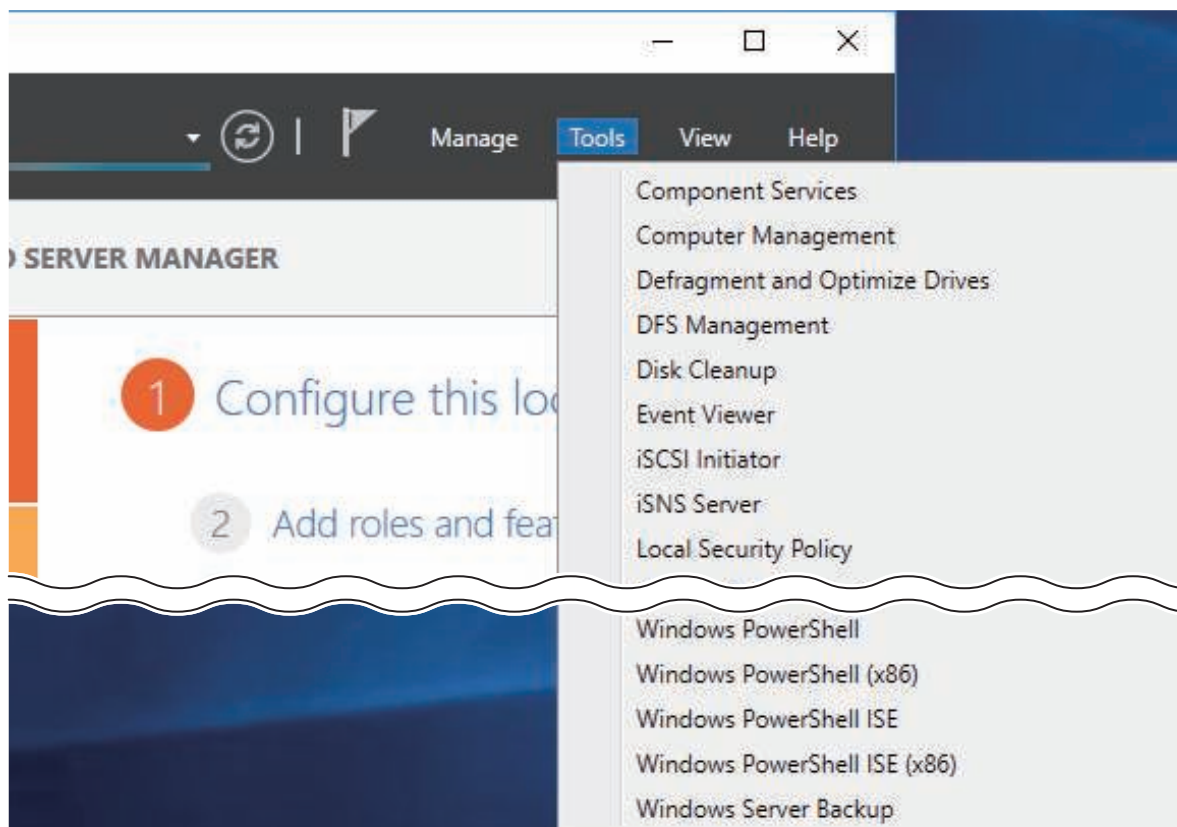 Manage Tools View Help
SERVER MANAGER
1 Configure this loc
2 Add roles and fea
Component Services
Computer Management
Defragment and Optimize Drives
DFS Management
Disk Cleanup
Event Viewer
iSCSI Initiator
iSNS Server
Local Security Policy
Windows PowerShell
Windows PowerShell (x86)
Windows PowerShell ISE
Windows PowerShell ISE (x86)
Windows Server Backup